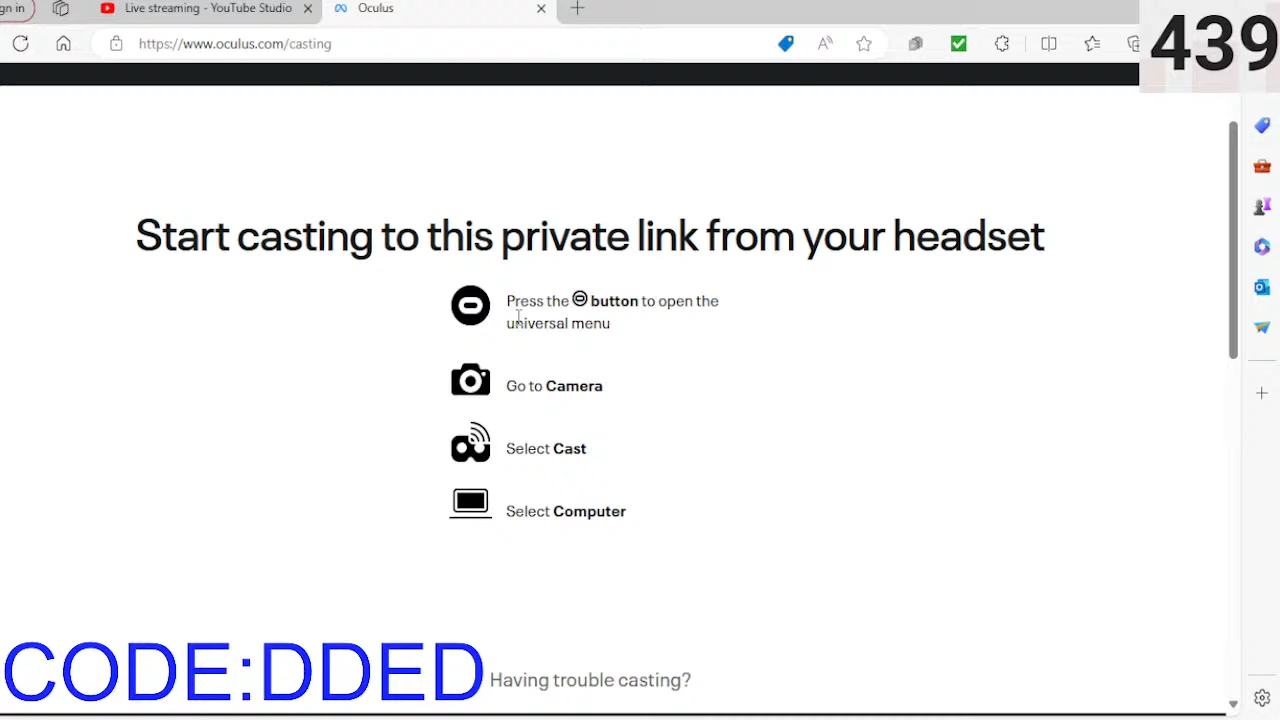 gn in
Live streaming - YouTube Studio
Oculus
https://www.oculus.com/casting
439
Start casting to this private link from your headset
Press the button to open the
universal menu
Go to Camera
Select Cast
Select Computer
CODE:DDED
Having trouble casting?